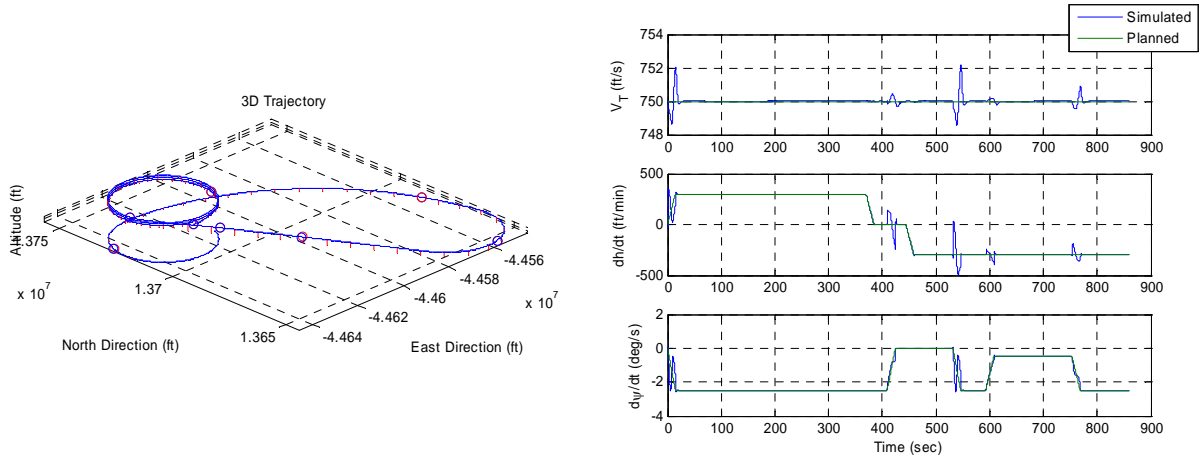 3D Trajectory
Altitude (ft)
1.375
x 10^7
1.37
1.365
North Direction (ft)
-4.464
-4.462
-4.46
-4.458
-4.456
x 10^7
East Direction (ft)
Simulated
Planned
754
752
750
748
V_T (ft/s)
0 100 200 300 400 500 600 700 800 900
500
0
-500
dh/dt (ft/min)
0 100 200 300 400 500 600 700 800 900
2
0
-2
-4
dψ/dt (deg/s)
0 100 200 300 400 500 600 700 800 900
Time (sec)